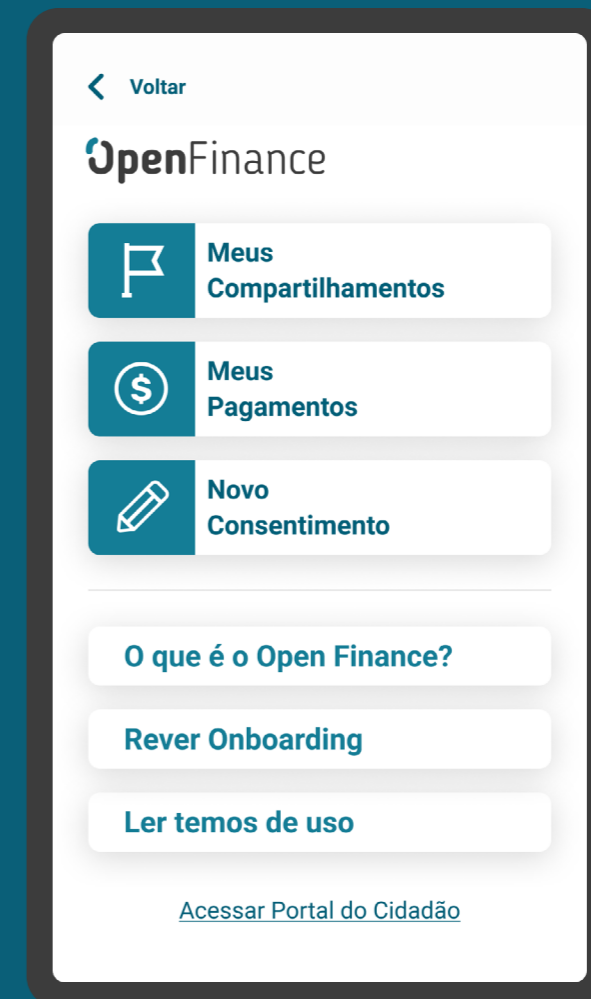 Voltar
OpenFinance
Meus
Compartilhamentos
Meus
Pagamentos
Novo
Consentimento
O que é o Open Finance?
Rever Onboarding
Ler temos de uso
Acessar Portal do Cidadão